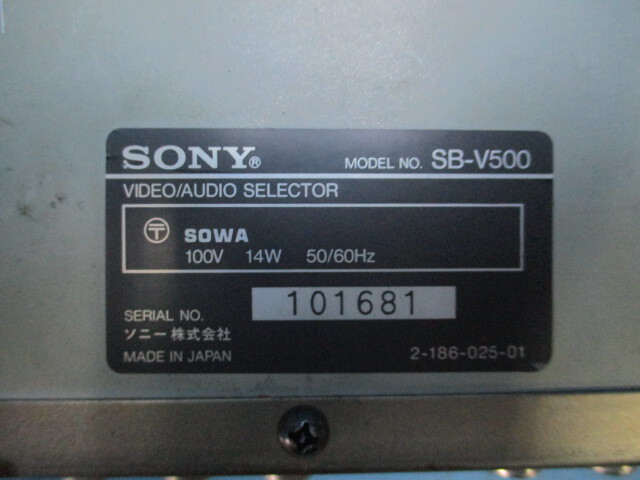 SONY® MODEL NO. SB-V500
VIDEO/AUDIO SELECTOR
〒 SOWA
100V 14W 50/60Hz
SERIAL NO. 101681
ソニー株式会社
MADE IN JAPAN 2-186-025-01